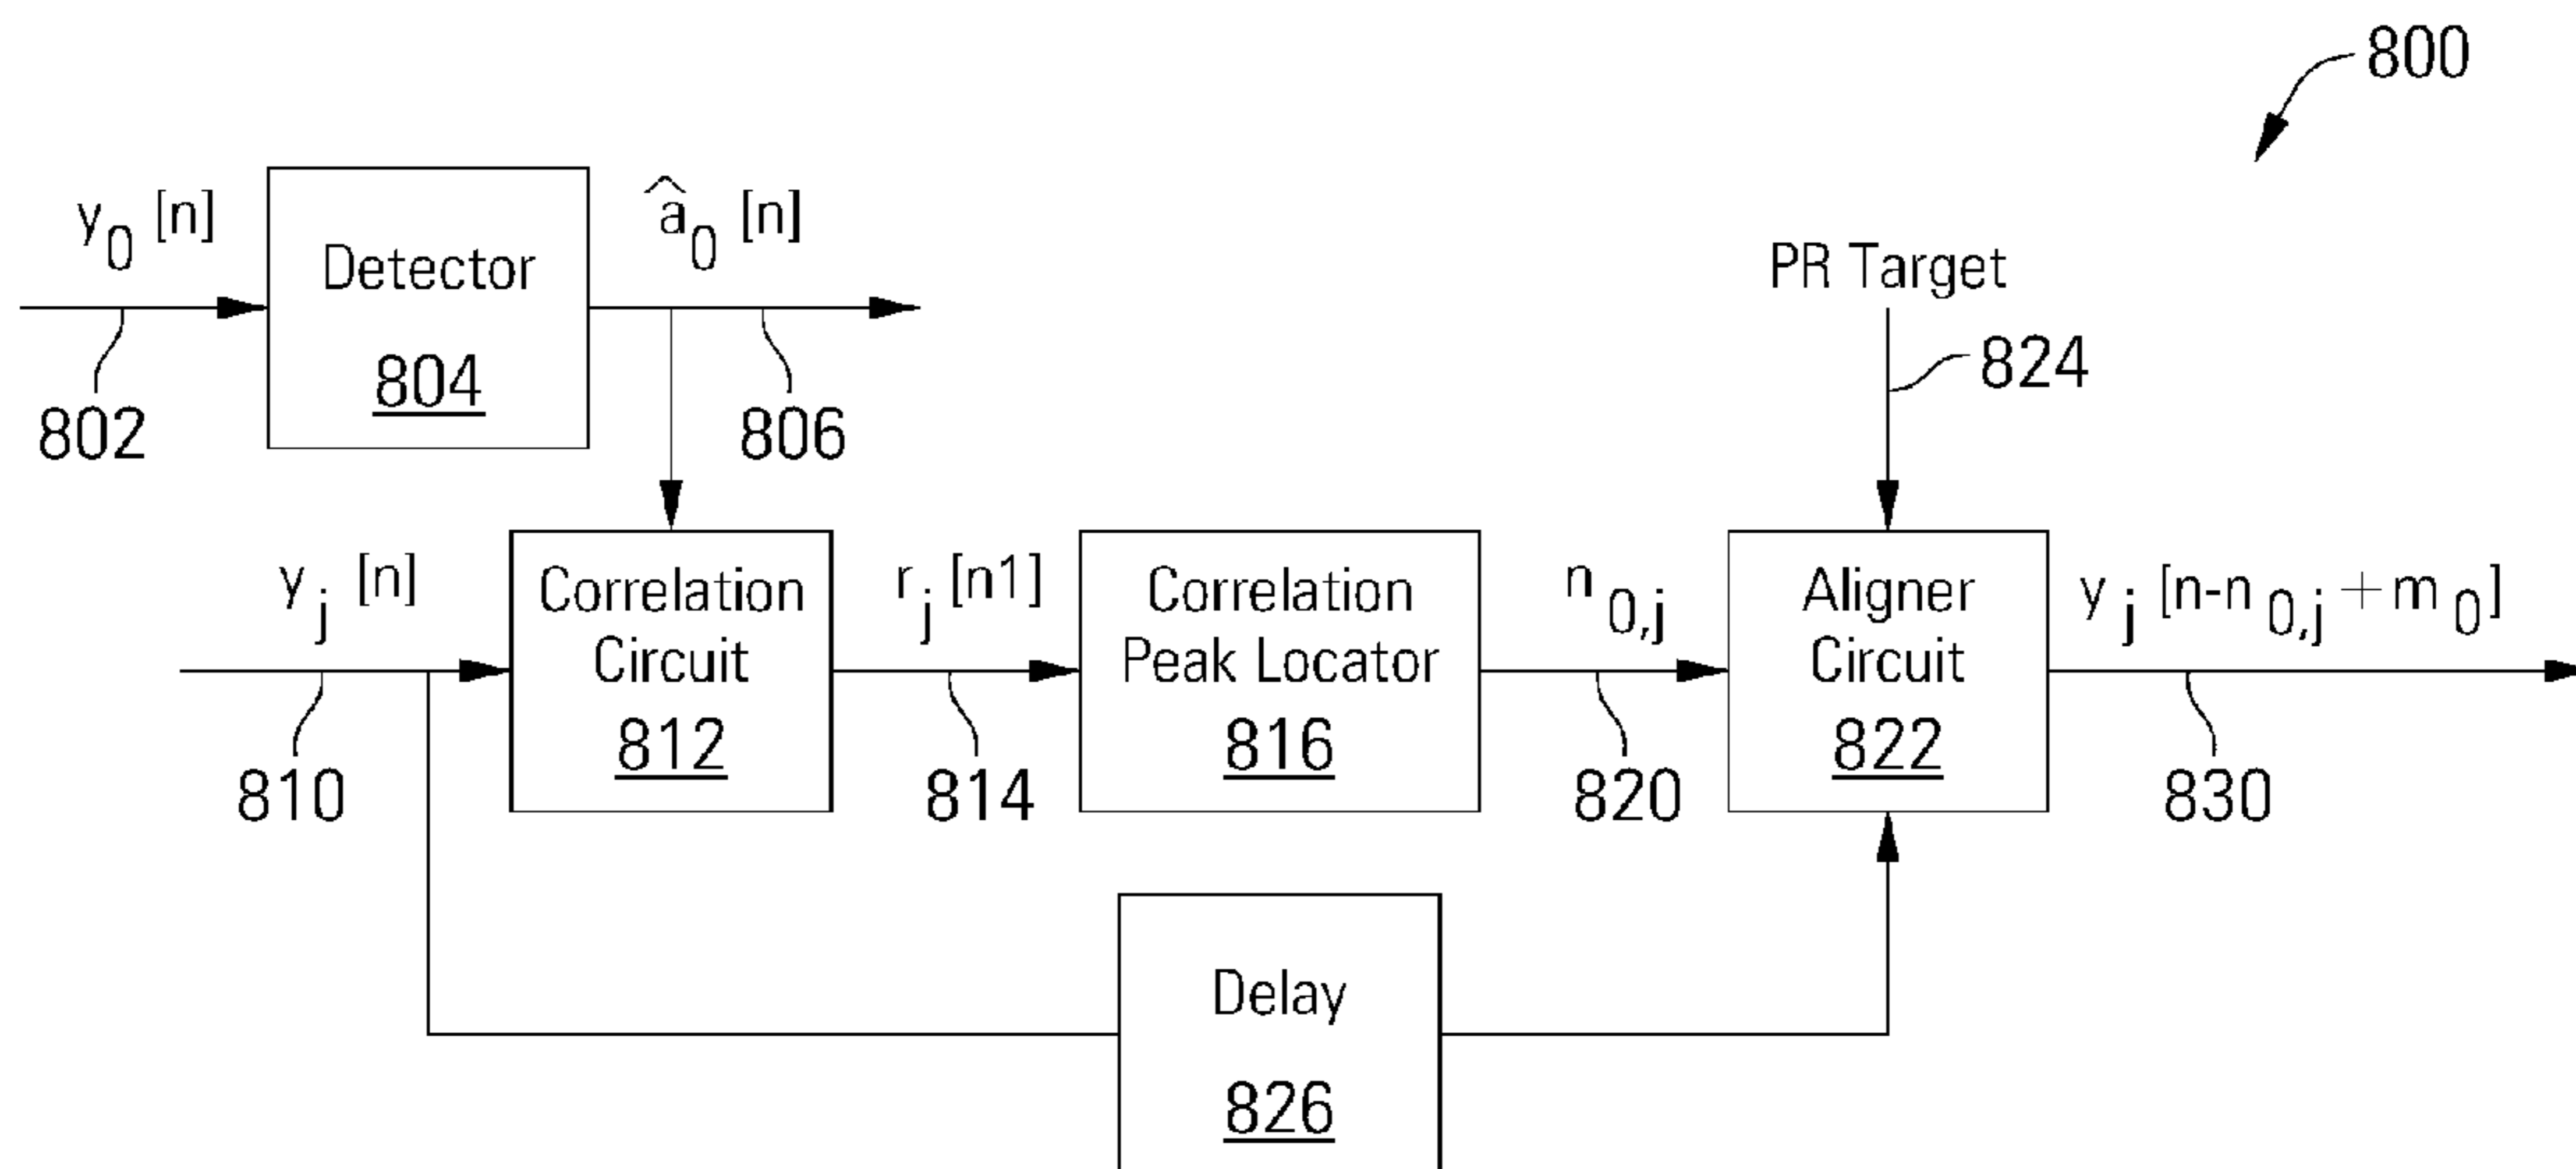 800
y0 [n]
Detector
804
â0 [n]
802
806
PR Target
824
yj [n]
Correlation
Circuit
812
rj [n1]
Correlation
Peak Locator
816
n0,j
Aligner
Circuit
822
yj [n-n0,j +m0]
810
814
820
830
Delay
826